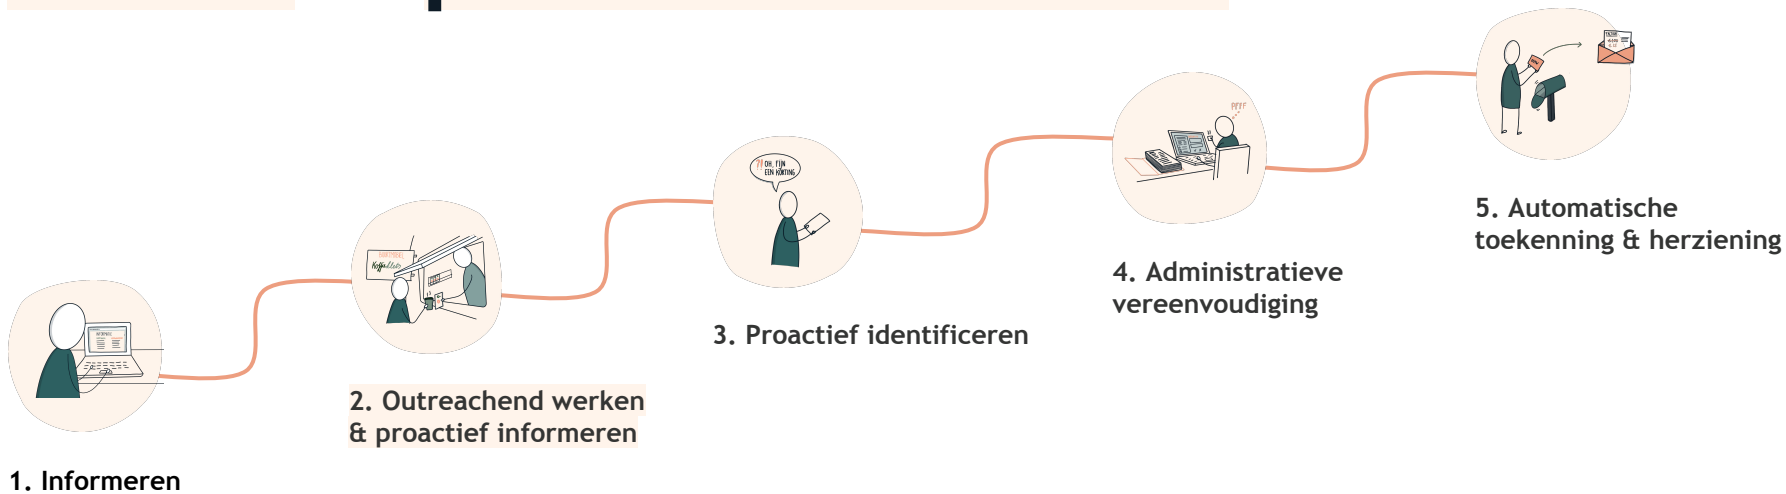 1. Informeren
2. Outreachend werken
& proactief informeren
?! OH, FIJN
EEN KORTING
3. Proactief identificeren
PFFF
4. Administratieve
vereenvoudiging
5. Automatische
toekenning & herziening